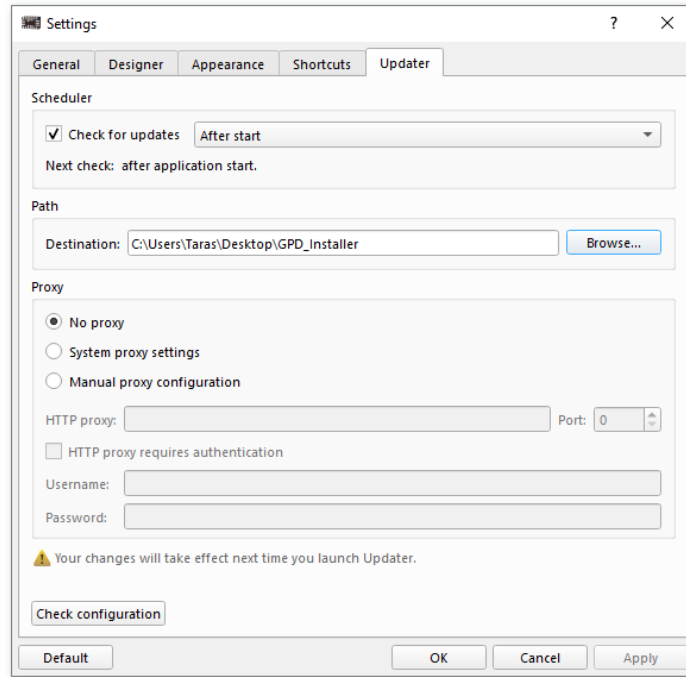 Settings
?
General Designer Appearance Shortcuts Updater
Scheduler
Check for updates After start
Next check: after application start.
Path
Destination: C:\Users\Taras\Desktop\GPD_Installer Browse...
Proxy
No proxy
System proxy settings
Manual proxy configuration
HTTP proxy: Port: 0
HTTP proxy requires authentication
Username:
Password:
Your changes will take effect next time you launch Updater.
Check configuration
Default OK Cancel Apply